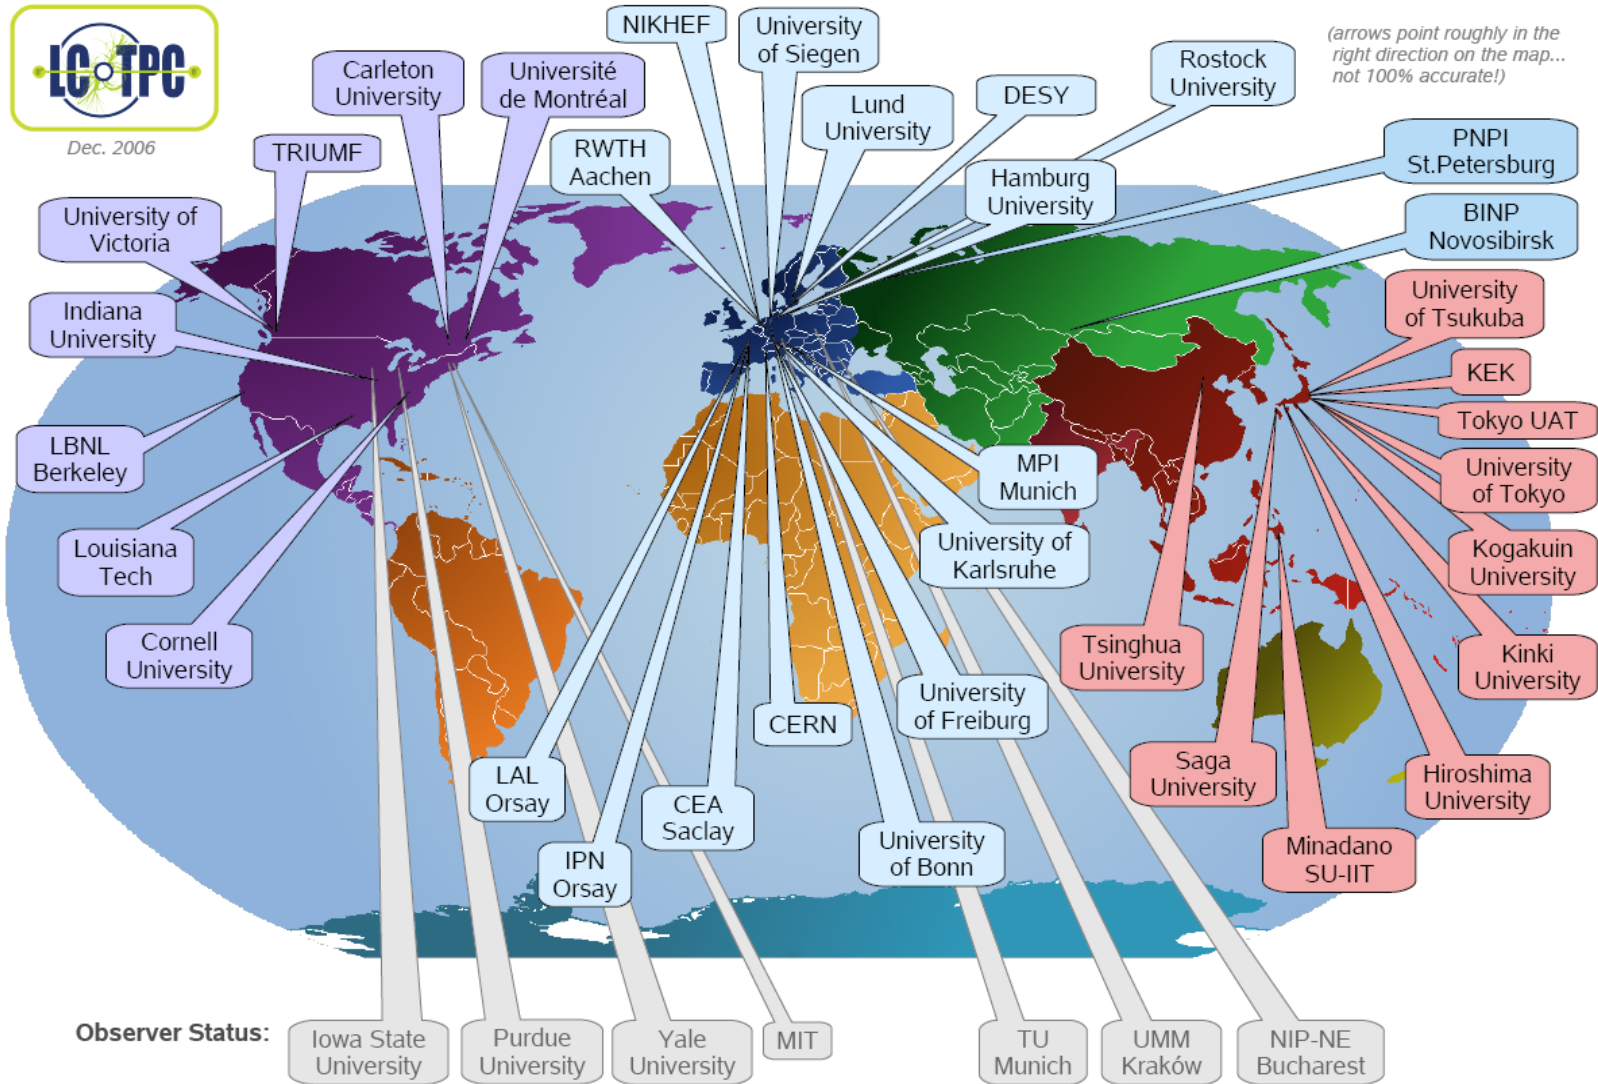 LC TPC
Dec. 2006
(arrows point roughly in the
right direction on the map...
not 100% accurate!)
NIKHEF
University
of Siegen
Carleton
University
Université
de Montréal
Rostock
University
Lund
University
DESY
TRIUMF
RWTH
Aachen
PNPI
St.Petersburg
Hamburg
University
University of
Victoria
BINP
Novosibirsk
Indiana
University
University
of Tsukuba
KEK
LBNL
Berkeley
Tokyo UAT
MPI
Munich
University
of Tokyo
Louisiana
Tech
University of
Karlsruhe
Kogakuin
University
Cornell
University
Tsinghua
University
Kinki
University
University
of Freiburg
CERN
LAL
Orsay
Saga
University
Hiroshima
University
CEA
Saclay
IPN
Orsay
University
of Bonn
Minadano
SU-IIT
Observer Status:
Iowa State
University
Purdue
University
Yale
University
MIT
TU
Munich
UMM
Kraków
NIP-NE
Bucharest